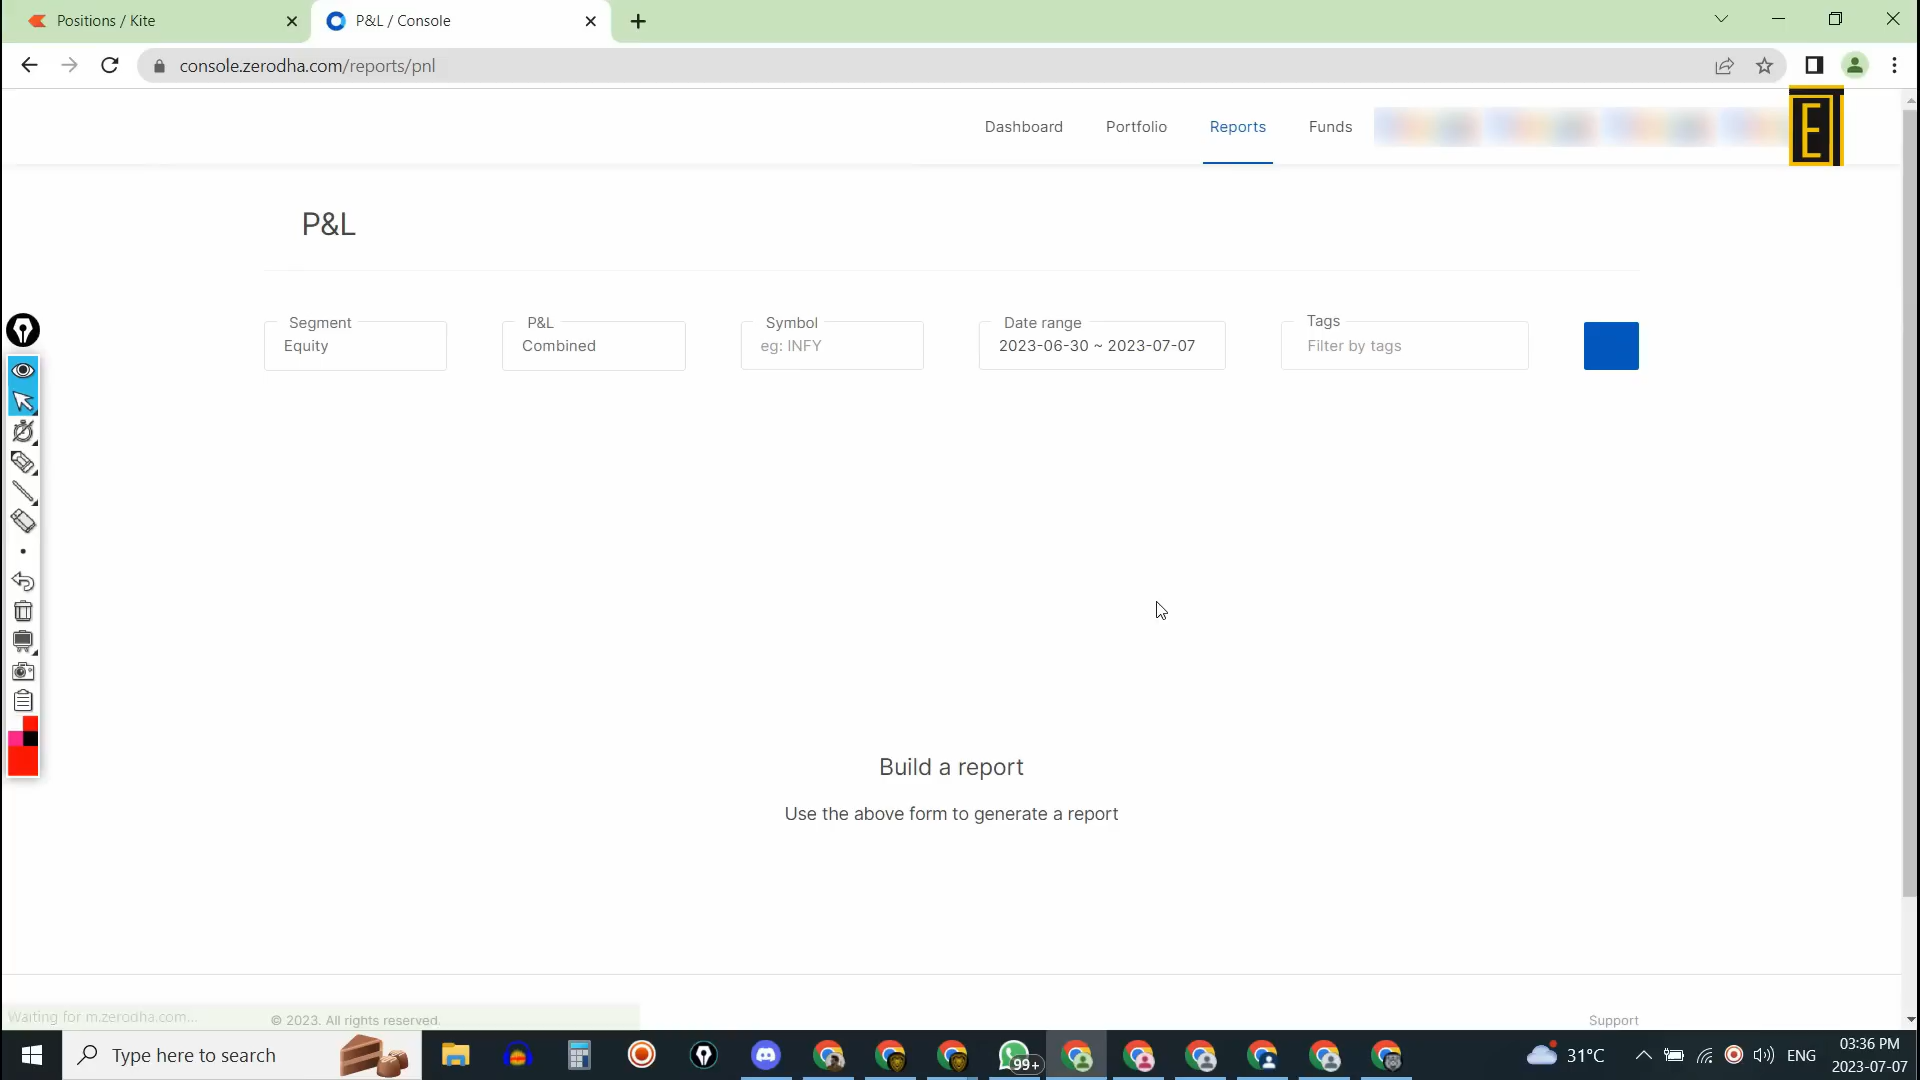 Positions / Kite
P&L / Console
console.zerodha.com/reports/pnl
Dashboard
Portfolio
Reports
Funds
E
P&L
Segment
Equity
P&L
Combined
Symbol
eg: INFY
Date range
2023-06-30 ~ 2023-07-07
Tags
Filter by tags
Build a report
Use the above form to generate a report
Waiting for m.zerodha.com...
© 2023. All rights reserved.
Support
Type here to search
99+
31°C
ENG
03:36 PM
2023-07-07